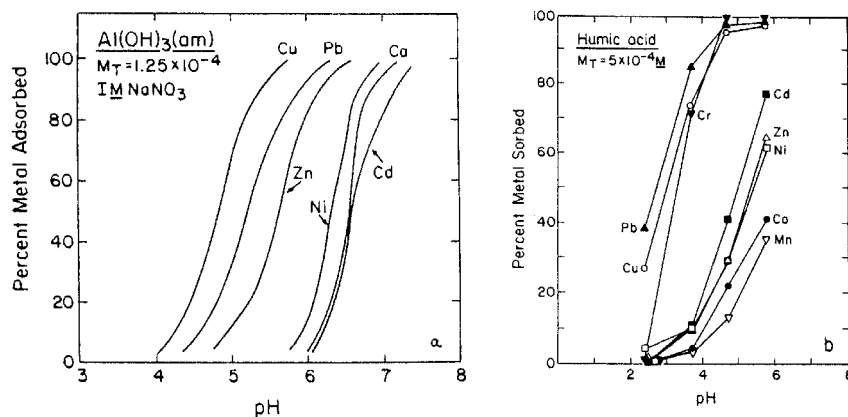 Al(OH)₃(am)
M_T=1.25×10⁻⁴
1M NaNO₃
Cu
Pb
Ca
Zn
Ni
Cd
a
Percent Metal Adsorbed
100
80
60
40
20
0
3 4 5 6 7 8
pH
Humic acid
M_T=5×10⁻⁴M
Cr
Cd
Zn
Ni
Pb
Cu
Co
Mn
b
Percent Metal Sorbed
100
80
60
40
20
0
2 4 6 8
pH